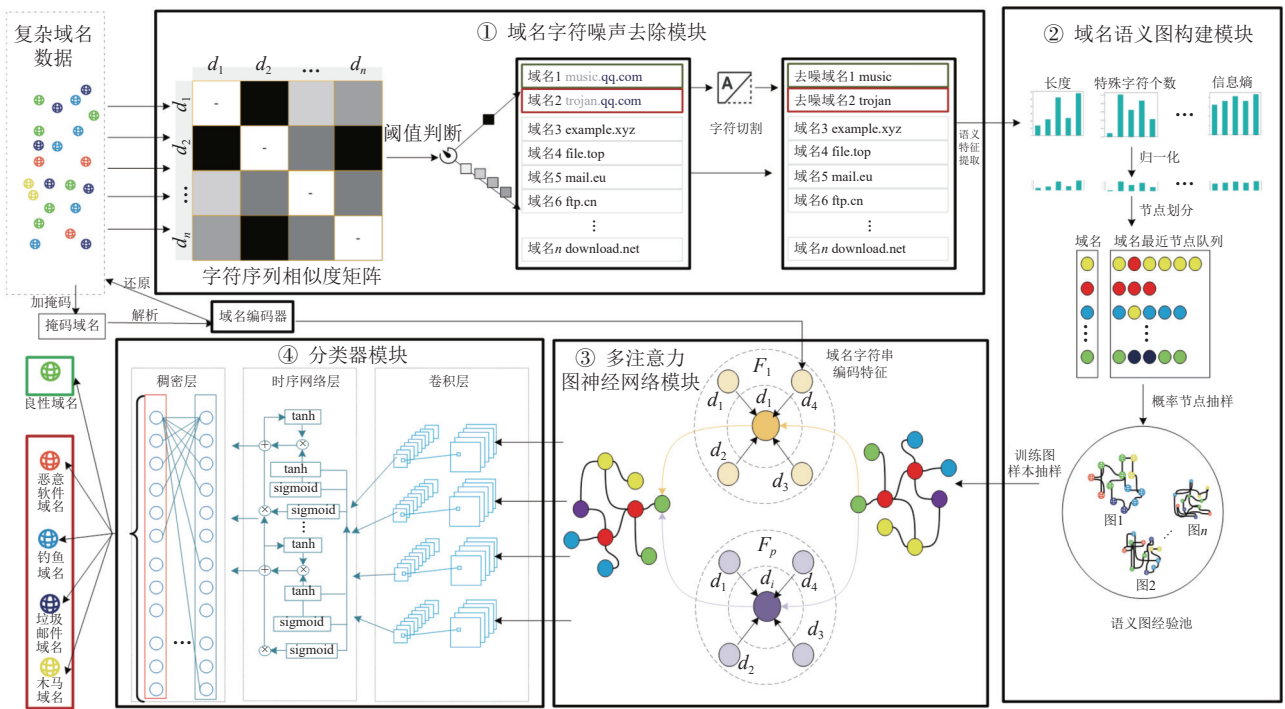 复杂域名
数据
① 域名字符噪声去除模块
d1 d2 ... dn
d1
d2
...
dn
-
-
-
-
字符序列相似度矩阵
阈值判断
域名1 music.qq.com
域名2 trojan.qq.com
域名3 example.xyz
域名4 file.top
域名5 mail.eu
域名6 ftp.cn
⋮
域名n download.net
A
字符切割
去噪域名1 music
去噪域名2 trojan
域名3 example.xyz
域名4 file.top
域名5 mail.eu
域名6 ftp.cn
⋮
域名n download.net
语义
特征
提取
② 域名语义图构建模块
长度 特殊字符个数 信息熵
...
归一化
...
节点划分
域名 域名最近节点队列
概率节点抽样
图1
图n
图2
语义图经验池
训练图
样本抽样
还原
加掩码
掩码域名
解析
域名编码器
③ 多注意力
图神经网络模块
域名字符串
编码特征
F1
d1
d1
d4
d2
d3
Fp
d1
di
d4
d3
d2
④ 分类器模块
稠密层
时序网络层
卷积层
tanh
tanh
sigmoid
sigmoid
⋮
tanh
tanh
sigmoid
sigmoid
...
良性域名
恶意
软件
域名
钓鱼
域名
垃圾
邮件
域名
木马
域名